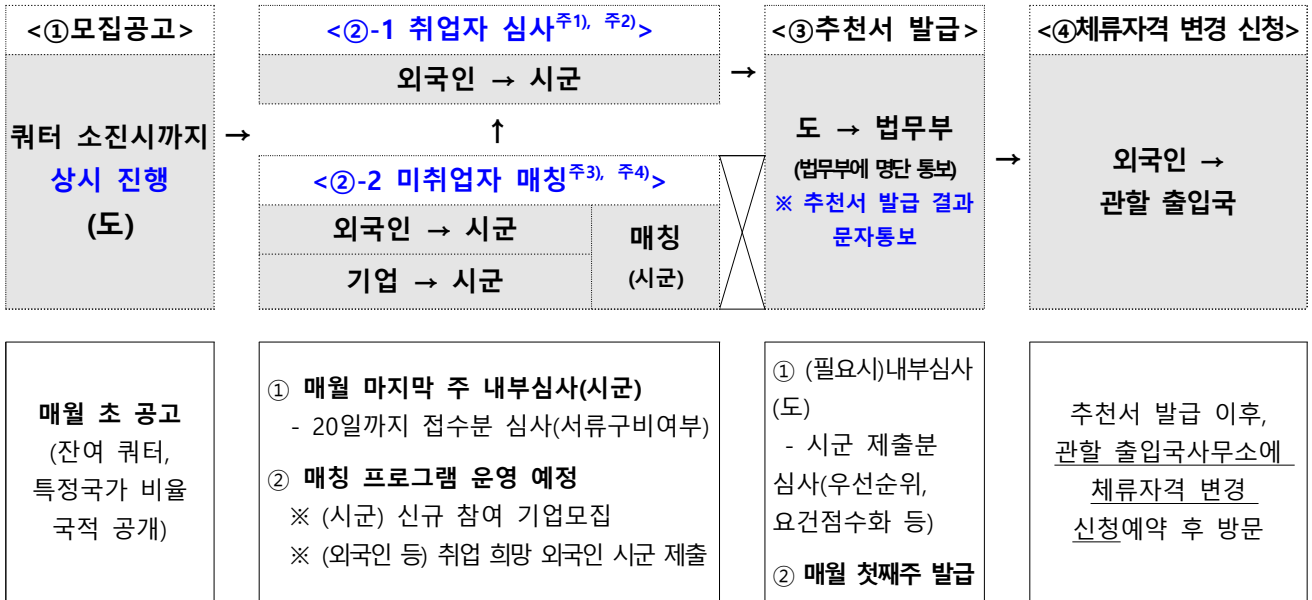 <①모집공고>
쿼터 소진시까지
상시 진행
(도)
→
<②-1 취업자 심사주1), 주2)>
외국인 → 시군
↑
<②-2 미취업자 매칭주3), 주4)>
외국인 → 시군
기업 → 시군
매칭
(시군)
→
<③추천서 발급>
도 → 법무부
(법무부에 명단 통보)
※ 추천서 발급 결과
문자통보
→
<④체류자격 변경 신청>
외국인 →
관할 출입국
매월 초 공고
(잔여 쿼터,
특정국가 비율
국적 공개)
① 매월 마지막 주 내부심사(시군)
- 20일까지 접수분 심사(서류구비여부)
② 매칭 프로그램 운영 예정
※ (시군) 신규 참여 기업모집
※ (외국인 등) 취업 희망 외국인 시군 제출
① (필요시)내부심사
(도)
- 시군 제출분
심사(우선순위,
요건점수화 등)
② 매월 첫째주 발급
추천서 발급 이후,
관할 출입국사무소에
체류자격 변경
신청예약 후 방문